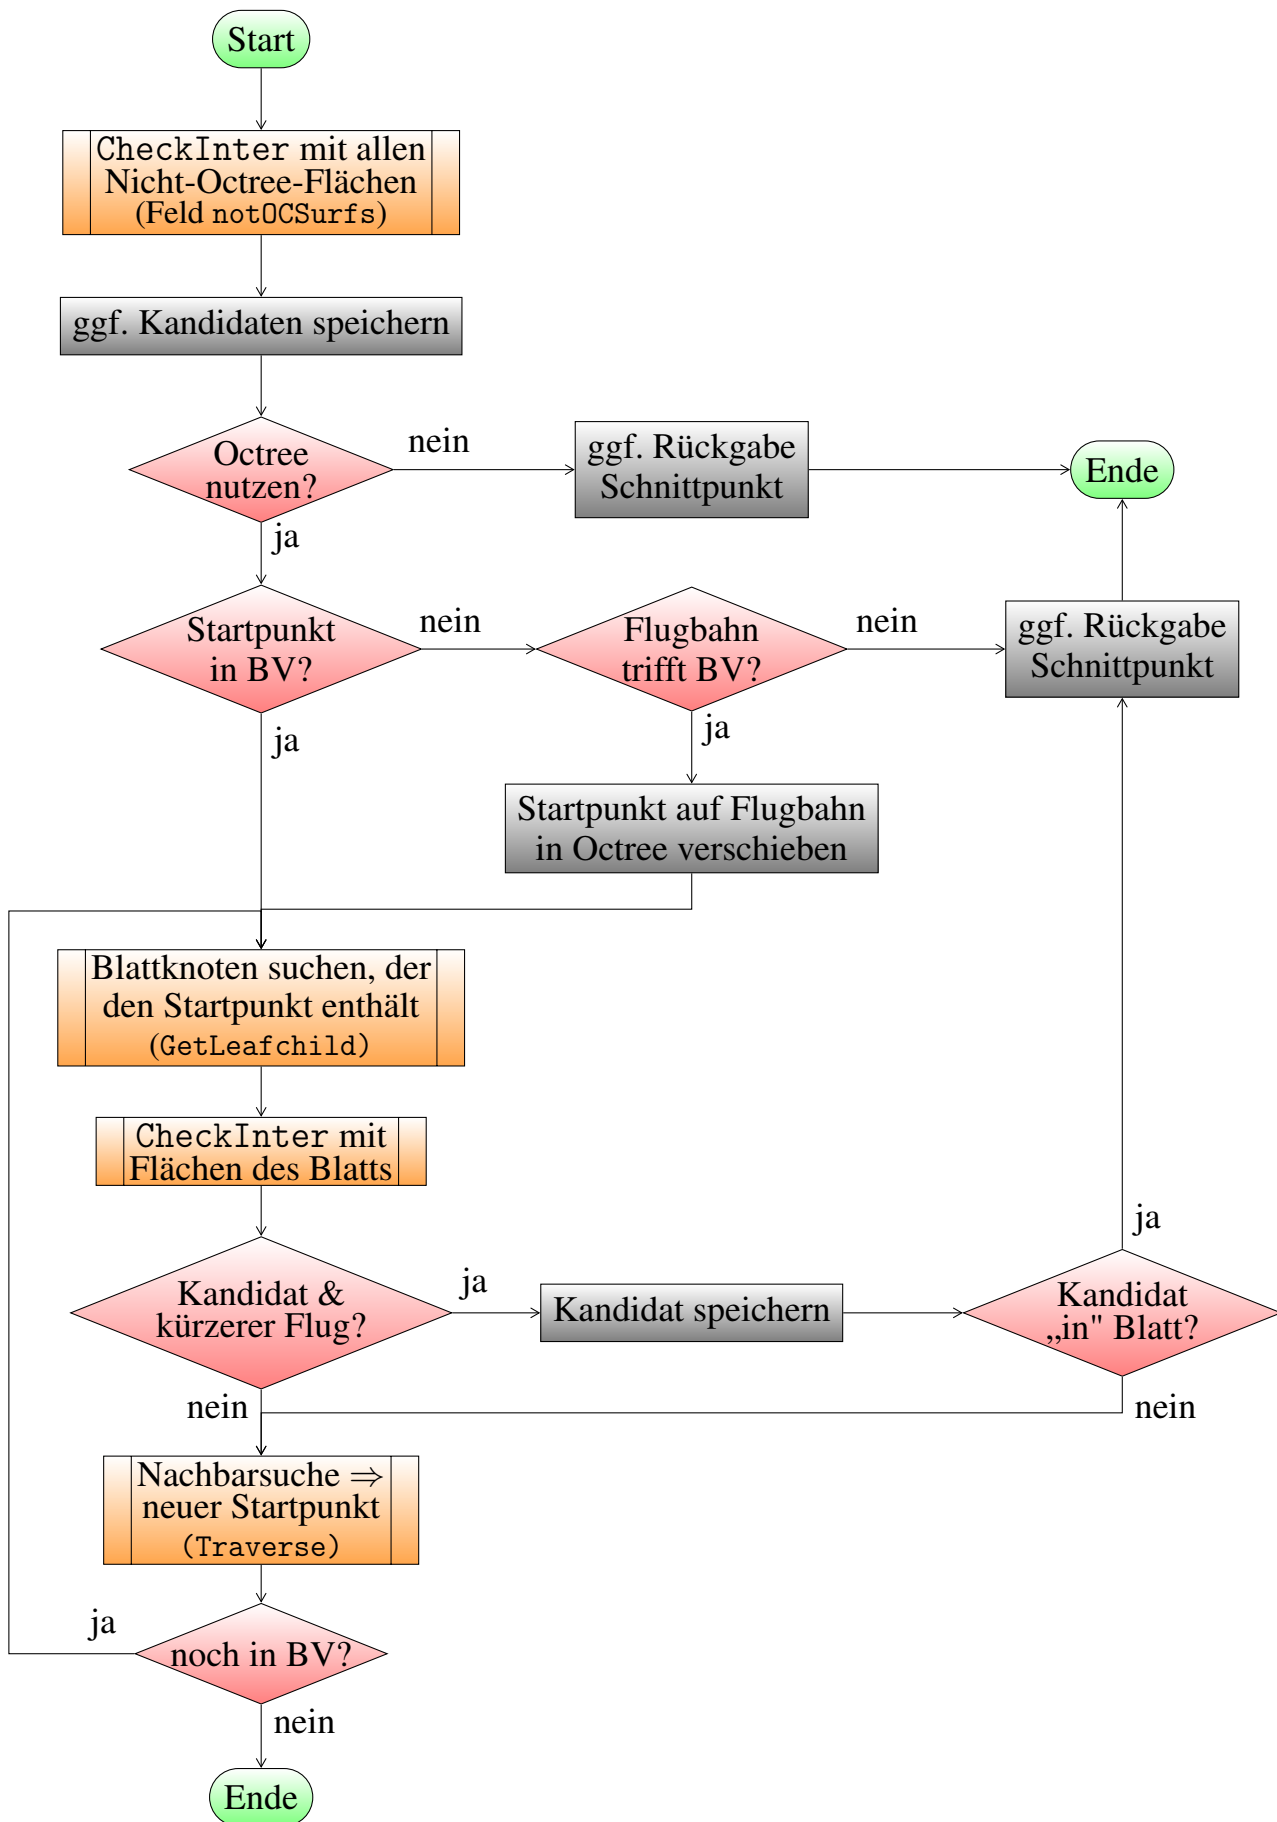 Start
CheckInter mit allen
Nicht-Octree-Flächen
(Feld notOCSurfs)
ggf. Kandidaten speichern
Octree
nutzen?
nein
ggf. Rückgabe
Schnittpunkt
Ende
ja
Startpunkt
in BV?
nein
Flugbahn
trifft BV?
nein
ggf. Rückgabe
Schnittpunkt
ja
ja
Startpunkt auf Flugbahn
in Octree verschieben
Blattknoten suchen, der
den Startpunkt enthält
(GetLeafchild)
CheckInter mit
Flächen des Blatts
Kandidat &
kürzerer Flug?
ja
Kandidat speichern
Kandidat
„in" Blatt?
ja
nein
nein
Nachbarsuche ⇒
neuer Startpunkt
(Traverse)
ja
noch in BV?
nein
Ende